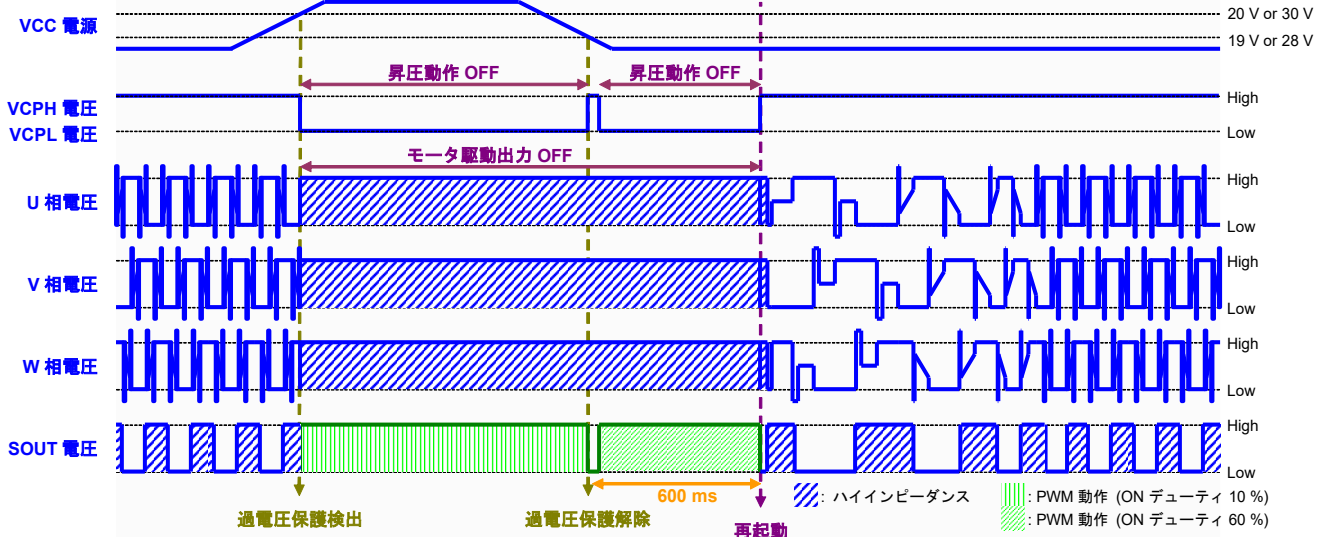 VCC 電源
20 V or 30 V
19 V or 28 V
昇圧動作 OFF
昇圧動作 OFF
VCPH 電圧
VCPL 電圧
High
Low
モータ駆動出力 OFF
U 相電圧
High
Low
V 相電圧
High
Low
W 相電圧
High
Low
SOUT 電圧
High
Low
600 ms
過電圧保護検出
過電圧保護解除
再起動
: ハイインピーダンス
: PWM 動作 (ON デューティ 10 %)
: PWM 動作 (ON デューティ 60 %)